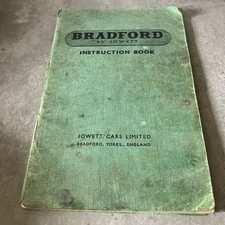 BRADFORD
BY JOWETT
INSTRUCTION BOOK
JOWETT CARS LIMITED
BRADFORD, YORKS., ENGLAND